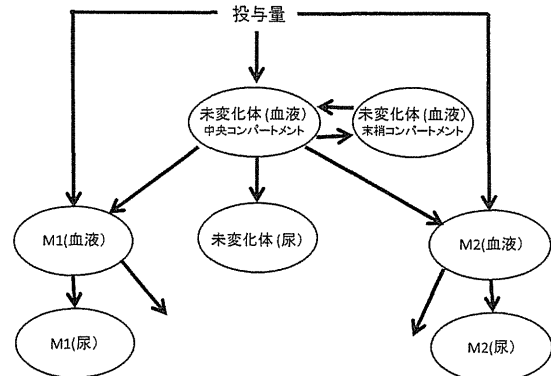 投与量
未変化体(血液)
中央コンパートメント
未変化体(血液)
末梢コンパートメント
M1(血液)
未変化体(尿)
M2(血液)
M1(尿)
M2(尿)